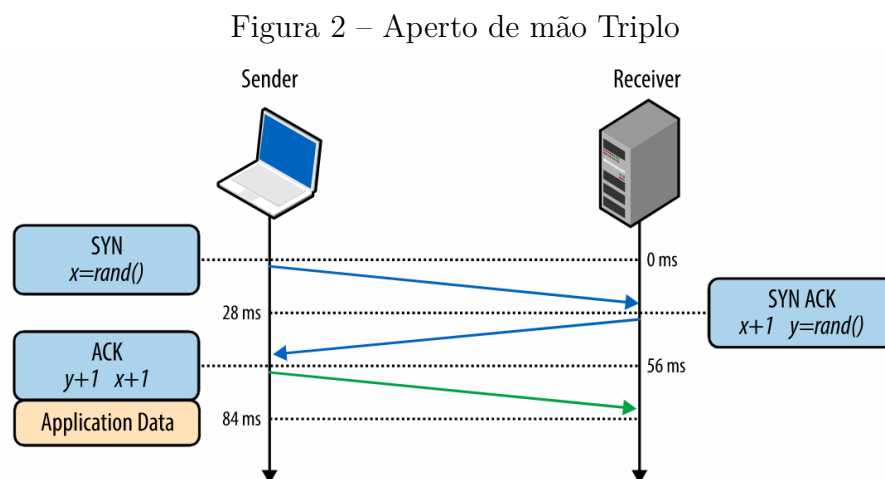 Figura 2 – Aperto de mão Triplo
Sender
Receiver
SYN
x=rand()
0 ms
28 ms
SYN ACK
x+1 y=rand()
ACK
y+1 x+1
56 ms
Application Data
84 ms